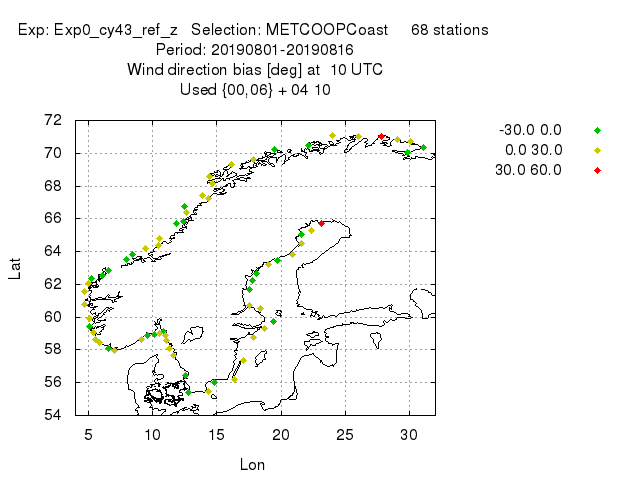 Exp: Exp0_cy43_ref_z Selection: METCOOPCoast 68 stations
Period: 20190801-20190816
Wind direction bias [deg] at 10 UTC
Used {00,06} + 04 10
-30.0 0.0
0.0 30.0
30.0 60.0
72
70
68
66
64
62
60
58
56
54
Lat
5 10 15 20 25 30
Lon